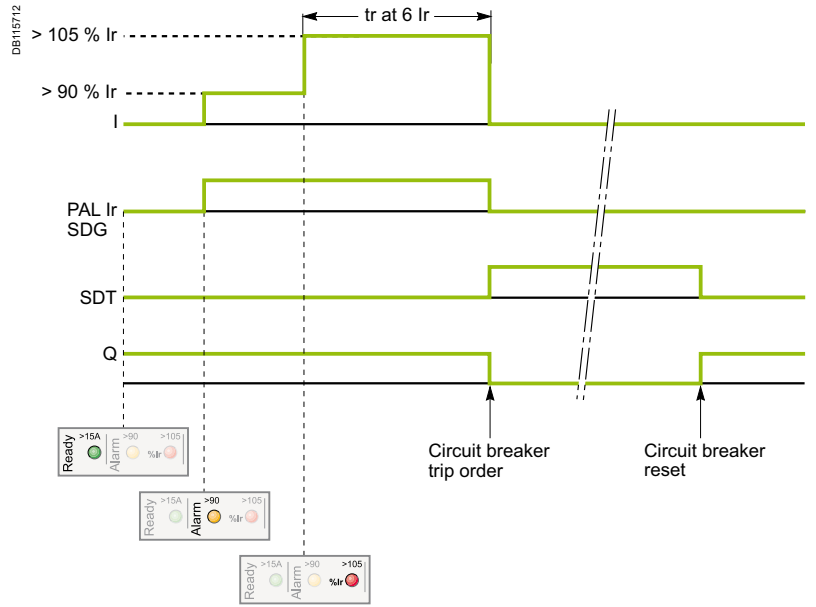 DB115712
tr at 6 Ir
> 105 % Ir
> 90 % Ir
I
PAL Ir
SDG
SDT
Q
Circuit breaker
trip order
Circuit breaker
reset
Ready >15A Alarm >90 %Ir >105
Ready >15A Alarm >90 %Ir >105
Ready >15A Alarm >90 %Ir >105